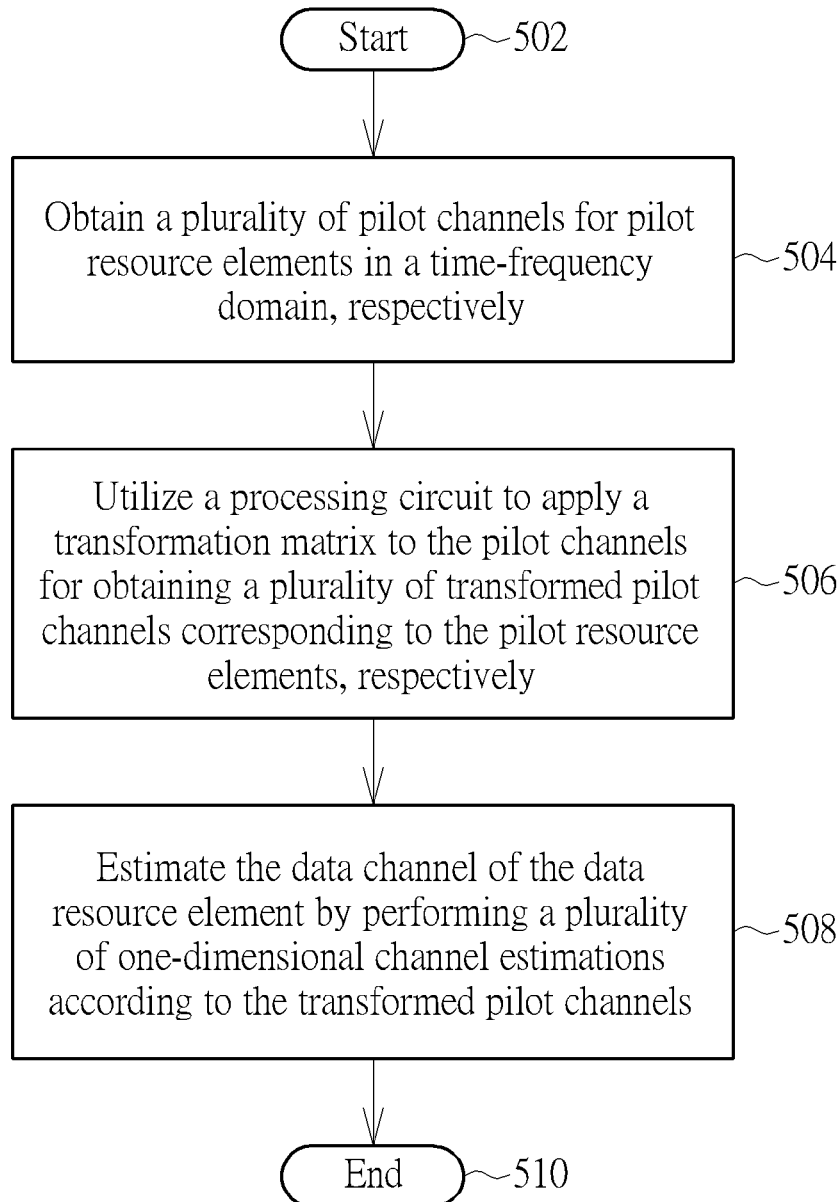 Start
502
Obtain a plurality of pilot channels for pilot
resource elements in a time-frequency
domain, respectively
504
Utilize a processing circuit to apply a
transformation matrix to the pilot channels
for obtaining a plurality of transformed pilot
channels corresponding to the pilot resource
elements, respectively
506
Estimate the data channel of the data
resource element by performing a plurality
of one-dimensional channel estimations
according to the transformed pilot channels
508
End
510